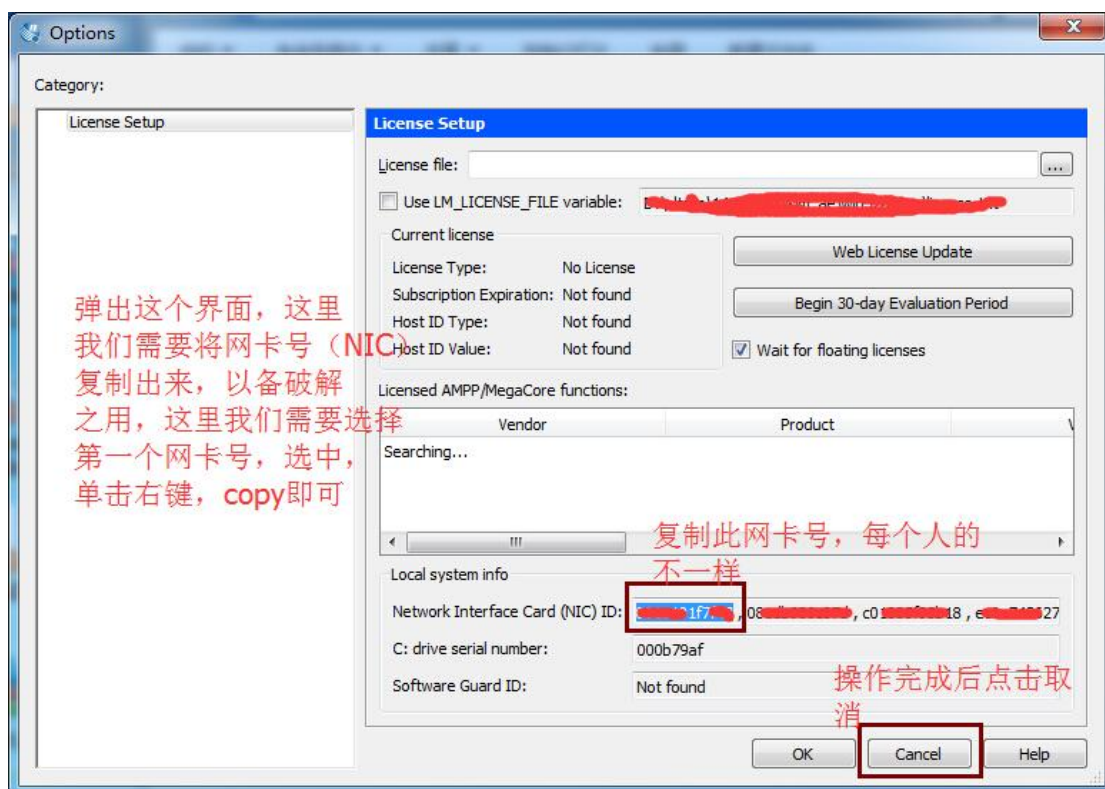 Options
Category:
License Setup
License Setup
License file:
...
Use LM_LICENSE_FILE variable:
Current license
License Type: No License
Subscription Expiration: Not found
Host ID Type: Not found
Host ID Value: Not found
Web License Update
Begin 30-day Evaluation Period
Wait for floating licenses
弹出这个界面，这里
我们需要将网卡号（NIC）
复制出来，以备破解
之用，这里我们需要选择
第一个网卡号，选中，
单击右键，copy即可
Licensed AMPP/MegaCore functions:
Vendor Product V
Searching...
复制此网卡号，每个人的
不一样
Local system info
Network Interface Card (NIC) ID:
C: drive serial number: 000b79af
Software Guard ID: Not found
操作完成后点击取
消
OK Cancel Help